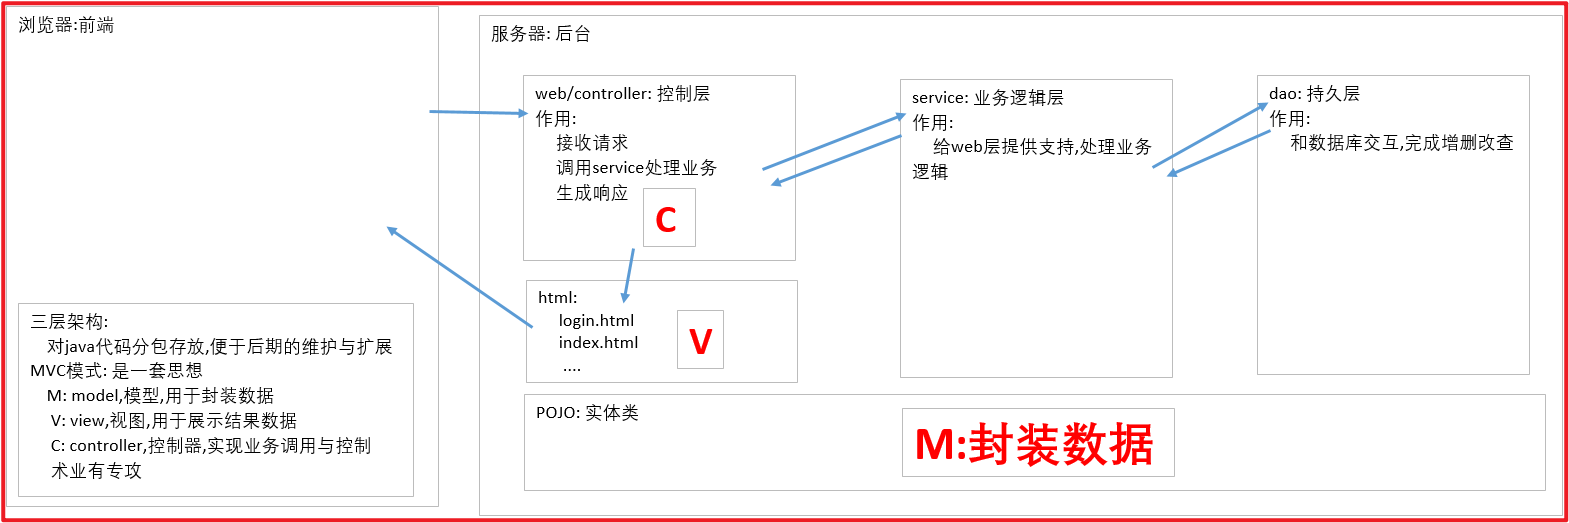 浏览器:前端
服务器: 后台
web/controller: 控制层
作用:
接收请求
调用service处理业务
生成响应
C
service: 业务逻辑层
作用:
给web层提供支持,处理业务
逻辑
dao: 持久层
作用:
和数据库交互,完成增删改查
html:
login.html
index.html
....
V
三层架构:
对java代码分包存放,便于后期的维护与扩展
MVC模式: 是一套思想
M: model,模型,用于封装数据
V: view,视图,用于展示结果数据
C: controller,控制器,实现业务调用与控制
术业有专攻
POJO: 实体类
M:封装数据